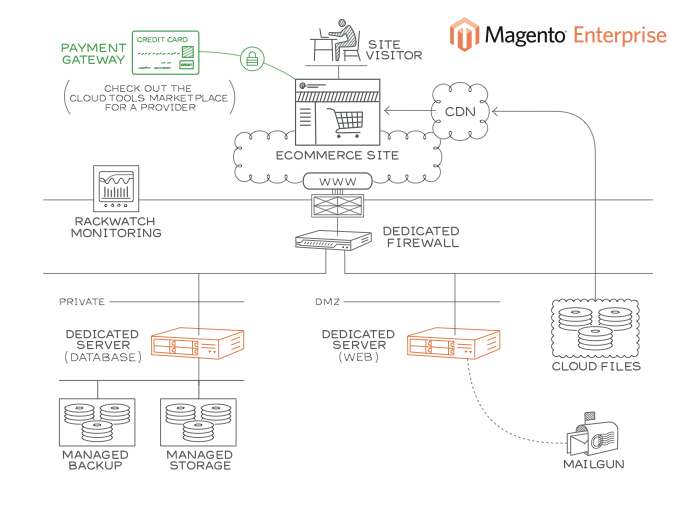 Magento® Enterprise
PAYMENT
GATEWAY
CREDIT CARD
SITE
VISITOR
(CHECK OUT THE
CLOUD TOOLS MARKETPLACE
FOR A PROVIDER)
CDN
ECOMMERCE SITE
WWW
RACKWATCH
MONITORING
DEDICATED
FIREWALL
PRIVATE
DMZ
DEDICATED
SERVER
(DATABASE)
DEDICATED
SERVER
(WEB)
CLOUD FILES
MANAGED
BACKUP
MANAGED
STORAGE
MAILGUN